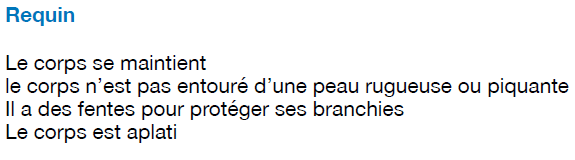 Requin
Le corps se maintient
le corps n’est pas entouré d’une peau rugueuse ou piquante
Il a des fentes pour protéger ses branchies
Le corps est aplati